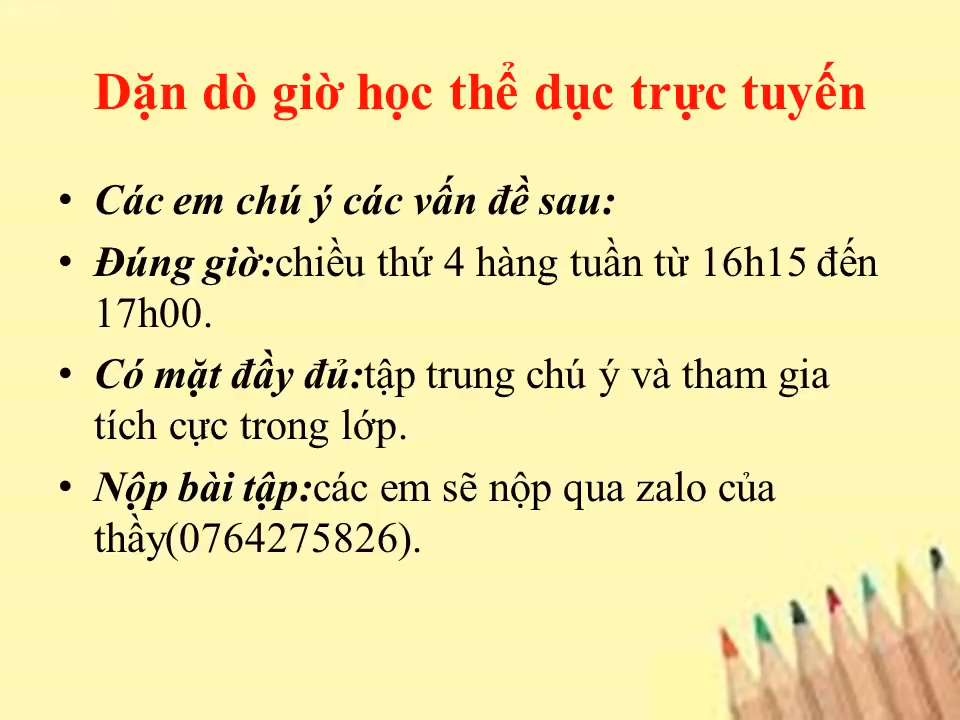 Dặn dò giờ học thể dục trực tuyến
• Các em chú ý các vấn đề sau:
• Đúng giờ:chiều thứ 4 hàng tuần từ 16h15 đến
17h00.
• Có mặt đầy đủ:tập trung chú ý và tham gia
tích cực trong lớp.
• Nộp bài tập:các em sẽ nộp qua zalo của
thầy(0764275826).